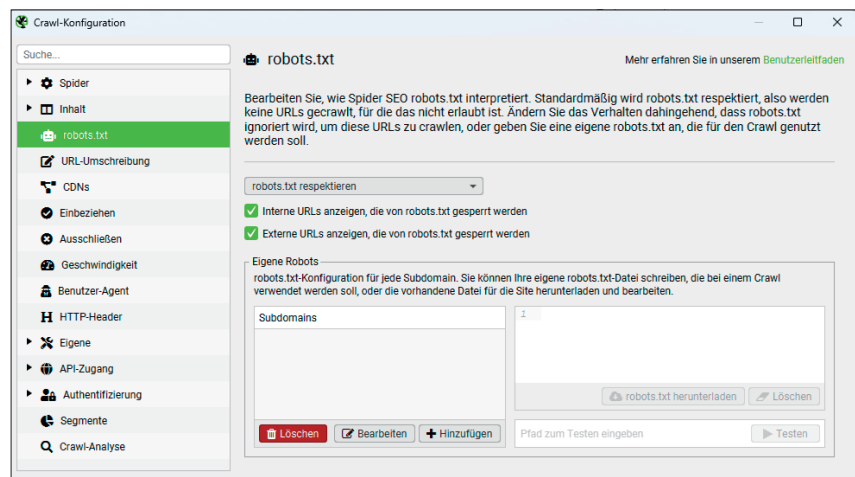 Crawl-Konfiguration
Suche...
Spider
Inhalt
robots.txt
URL-Umschreibung
CDNs
Einbeziehen
Ausschließen
Geschwindigkeit
Benutzer-Agent
HTTP-Header
Eigene
API-Zugang
Authentifizierung
Segmente
Crawl-Analyse
robots.txt
Mehr erfahren Sie in unserem Benutzerleitfaden
Bearbeiten Sie, wie Spider SEO robots.txt interpretiert. Standardmäßig wird robots.txt respektiert, also werden
keine URLs gecrawlt, für die das nicht erlaubt ist. Ändern Sie das Verhalten dahingehend, dass robots.txt
ignoriert wird, um diese URLs zu crawlen, oder geben Sie eine eigene robots.txt an, die für den Crawl genutzt
werden soll.
robots.txt respektieren
Interne URLs anzeigen, die von robots.txt gesperrt werden
Externe URLs anzeigen, die von robots.txt gesperrt werden
Eigene Robots
robots.txt-Konfiguration für jede Subdomain. Sie können Ihre eigene robots.txt-Datei schreiben, die bei einem Crawl
verwendet werden soll, oder die vorhandene Datei für die Site herunterladen und bearbeiten.
Subdomains
1
robots.txt herunterladen
Löschen
Löschen
Bearbeiten
Hinzufügen
Pfad zum Testen eingeben
Testen